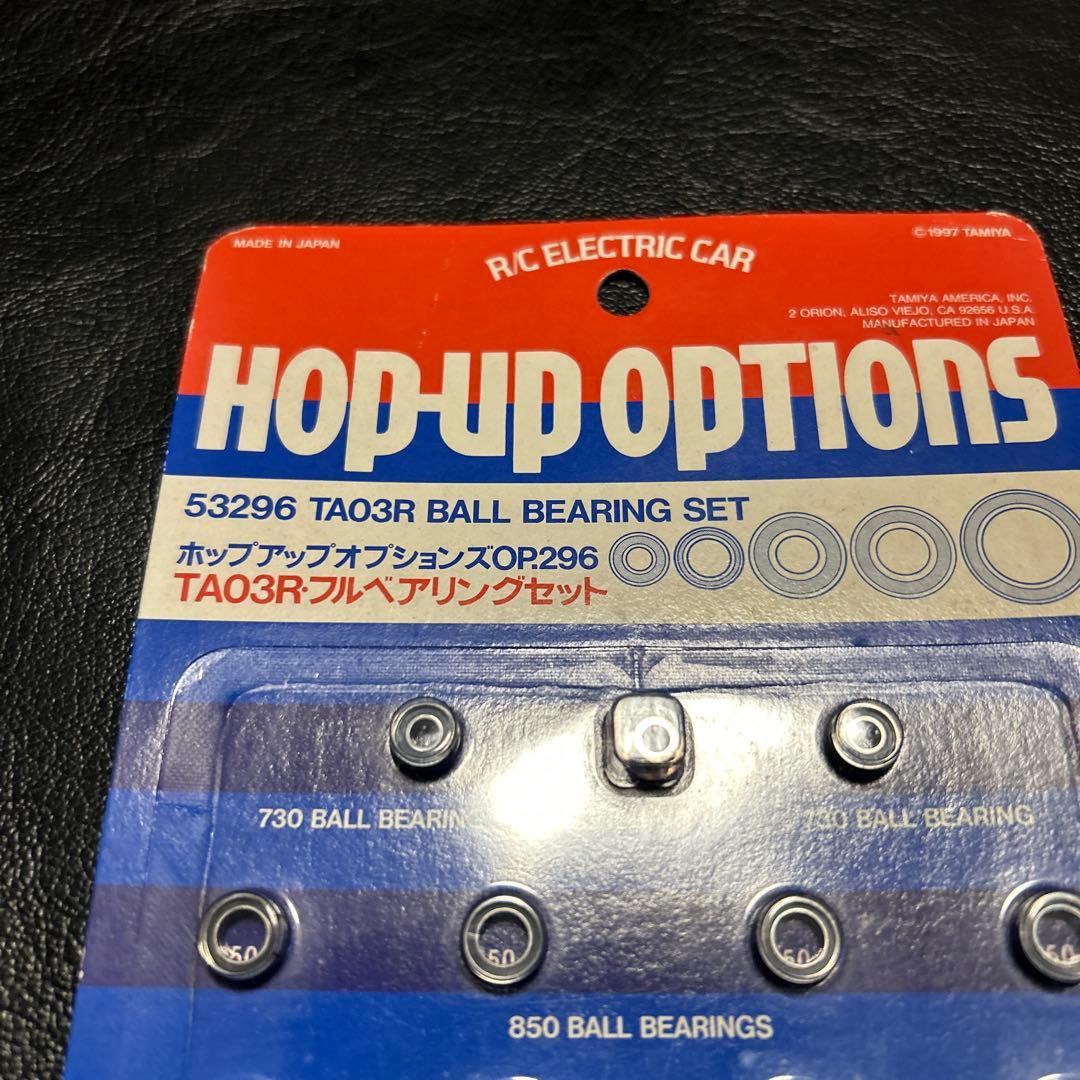 MADE IN JAPAN
© 1997 TAMIYA
R/C ELECTRIC CAR
TAMIYA AMERICA, INC.
2 ORION, ALISO VIEJO, CA 92656 U.S.A.
MANUFACTURED IN JAPAN
HOP-UP OPTIONS
53296 TA03R BALL BEARING SET
ホップアップオプションズOP.296
TA03R・フルベアリングセット
730 BALL BEARIN
730 BALL BEARING
850 BALL BEARINGS